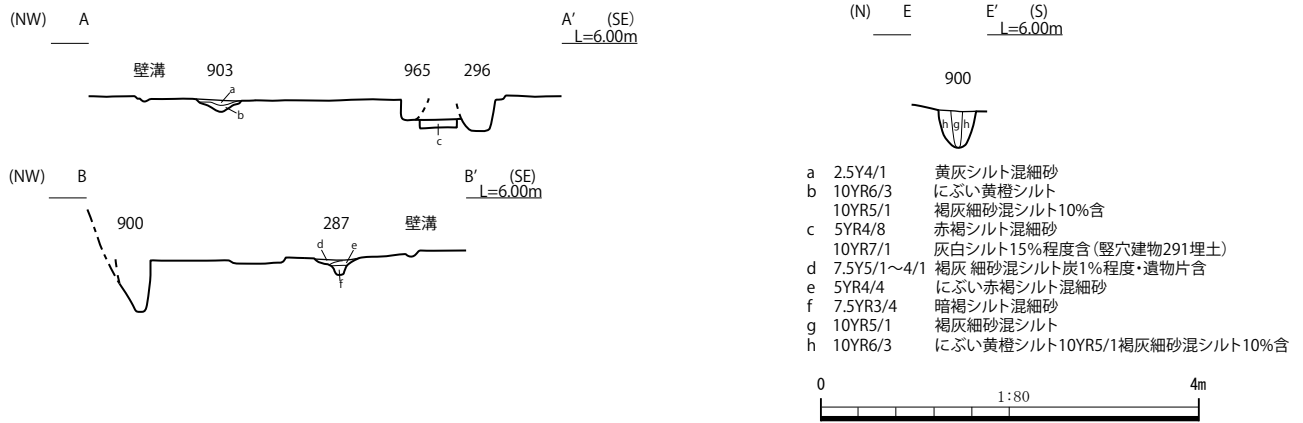 (NW) A A′ (SE)
L=6.00m
壁溝 903 965 296
a
b
c
(NW) B B′ (SE)
L=6.00m
900 287 壁溝
d e
f
(N) E E′ (S)
L=6.00m
900
h g h
a 2.5Y4/1 黄灰シルト混細砂
b 10YR6/3 にぶい黄橙シルト
10YR5/1 褐灰細砂混シルト10%含
c 5YR4/8 赤褐シルト混細砂
10YR7/1 灰白シルト15%程度含(竪穴建物291埋土)
d 7.5Y5/1〜4/1 褐灰 細砂混シルト炭1%程度・遺物片含
e 5YR4/4 にぶい赤褐シルト混細砂
f 7.5YR3/4 暗褐シルト混細砂
g 10YR5/1 褐灰細砂混シルト
h 10YR6/3 にぶい黄橙シルト10YR5/1褐灰細砂混シルト10%含
0 4m
1:80